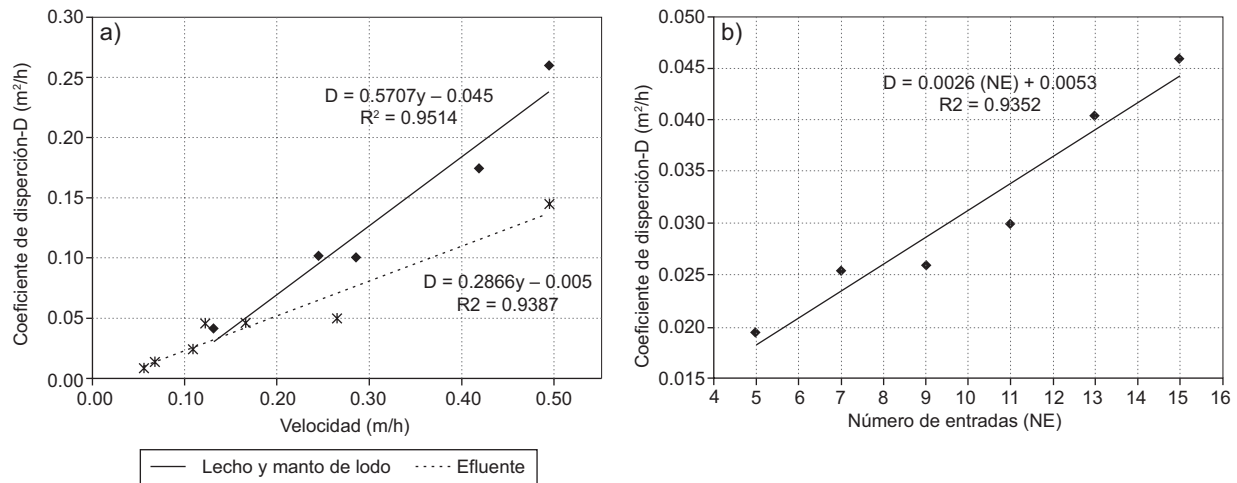 a)
Coeficiente de disperción-D (m²/h)
0.30
0.25
0.20
0.15
0.10
0.05
0.00
D = 0.5707y – 0.045
R² = 0.9514
D = 0.2866y – 0.005
R2 = 0.9387
0.00 0.10 0.20 0.30 0.40 0.50
Velocidad (m/h)
Lecho y manto de lodo Efluente
b)
Coeficiente de disperción-D (m²/h)
0.050
0.045
0.040
0.035
0.030
0.025
0.020
0.015
D = 0.0026 (NE) + 0.0053
R2 = 0.9352
4 5 6 7 8 9 10 11 12 13 14 15 16
Número de entradas (NE)